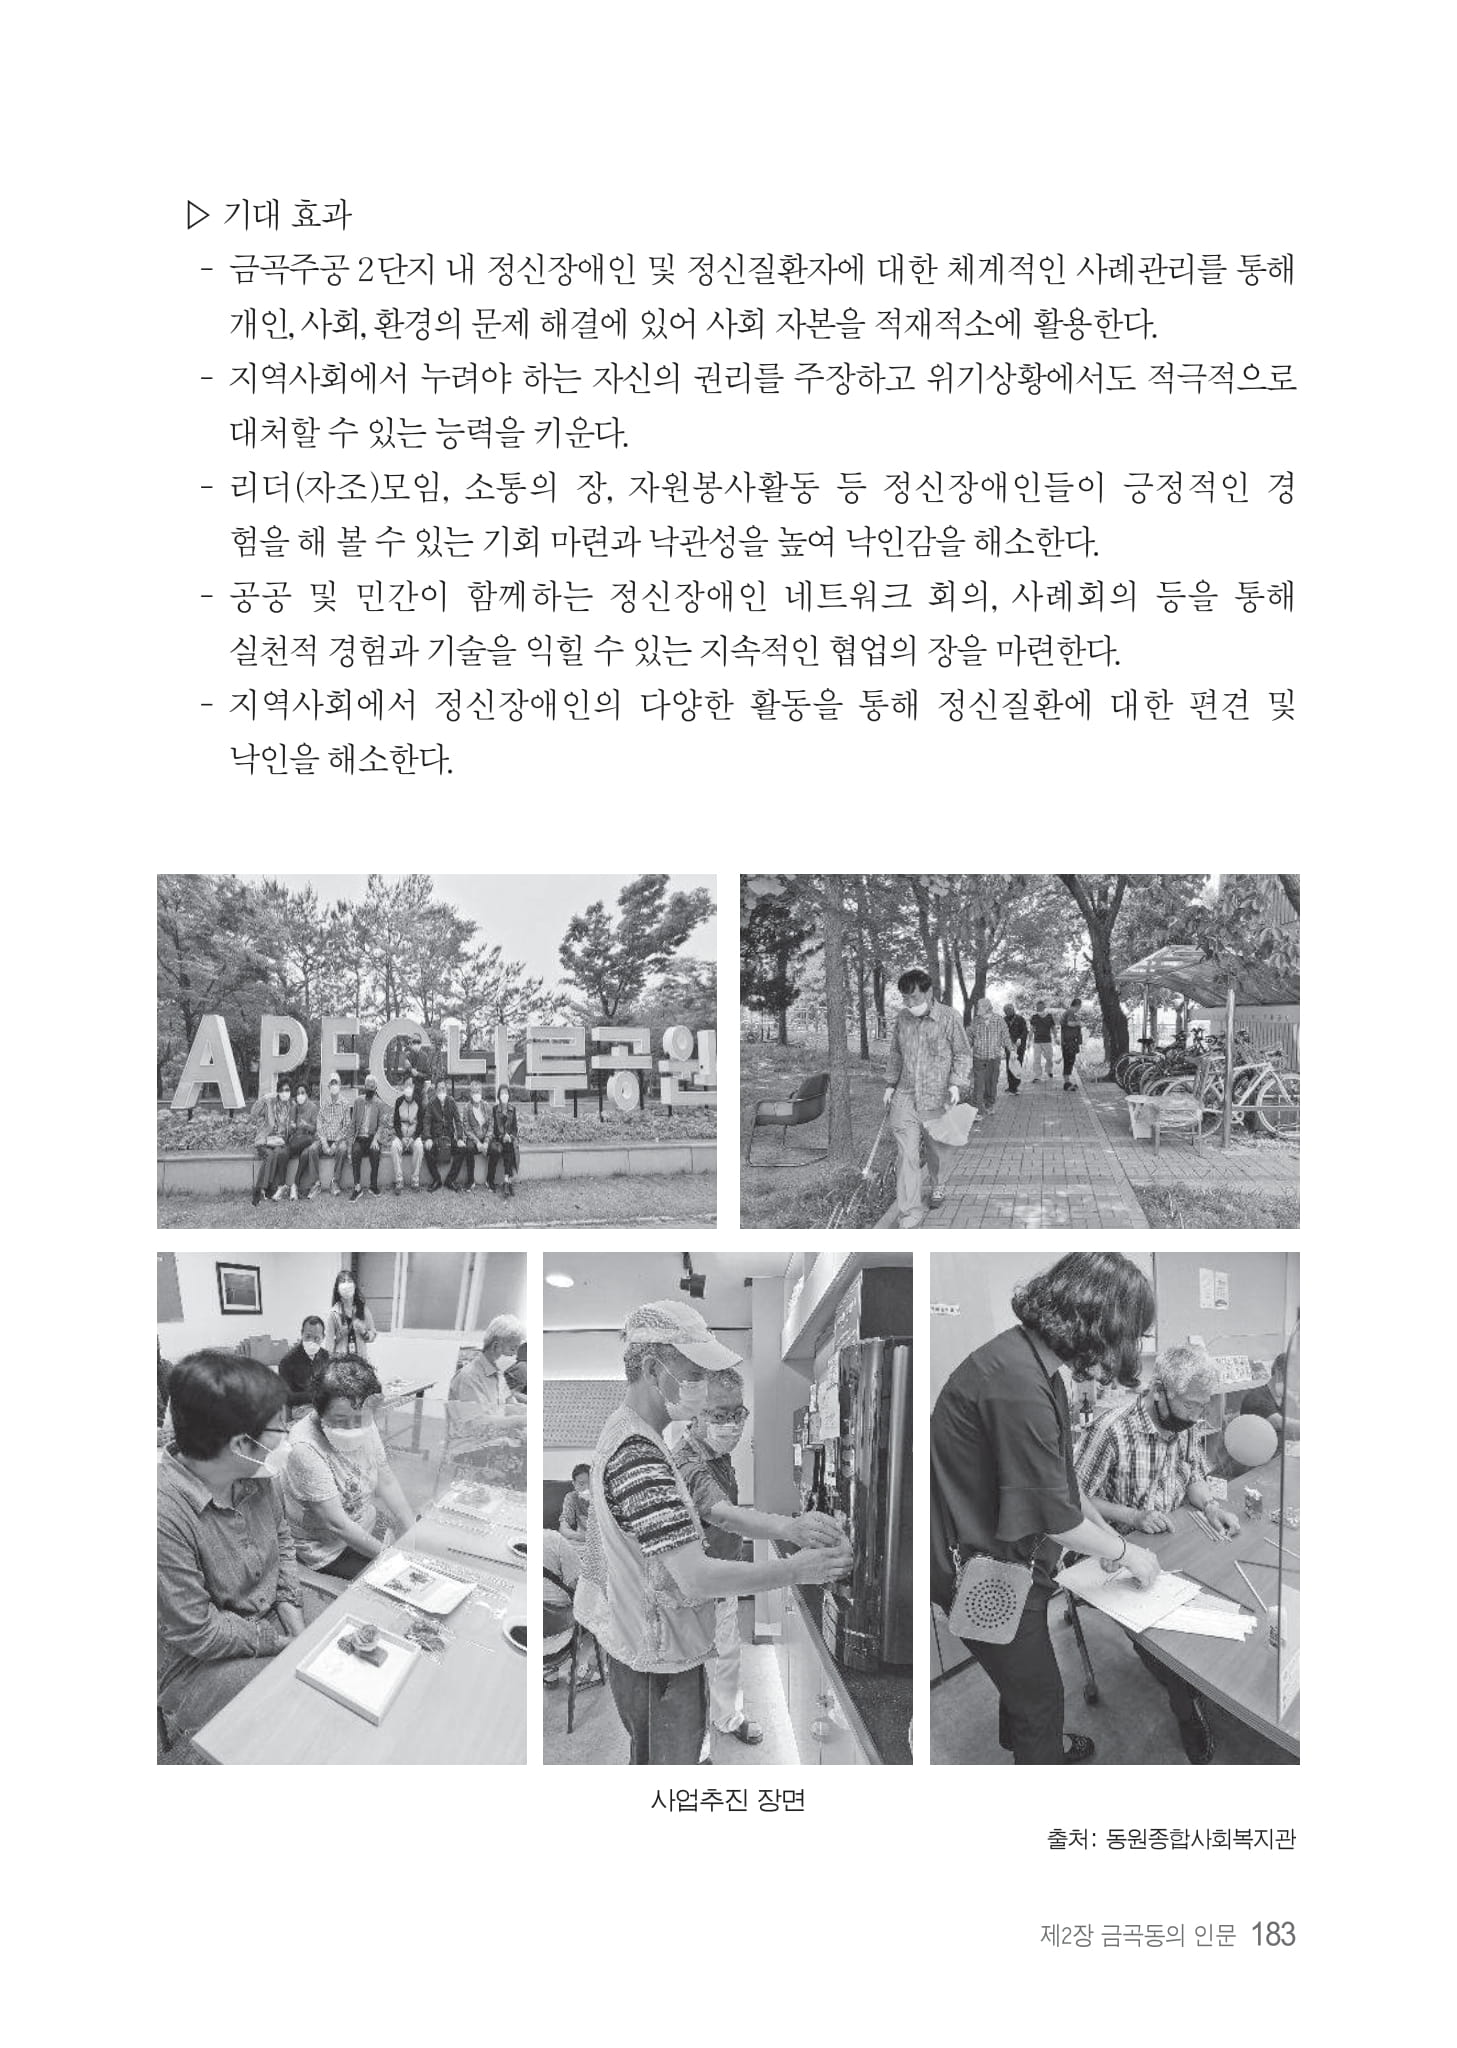 ▷ 기대 효과
- 금곡주공 2단지 내 정신장애인 및 정신질환자에 대한 체계적인 사례관리를 통해
개인, 사회, 환경의 문제 해결에 있어 사회 자본을 적재적소에 활용한다.
- 지역사회에서 누려야 하는 자신의 권리를 주장하고 위기상황에서도 적극적으로
대처할 수 있는 능력을 키운다.
- 리더(자조)모임, 소통의 장, 자원봉사활동 등 정신장애인들이 긍정적인 경
험을 해 볼 수 있는 기회 마련과 낙관성을 높여 낙인감을 해소한다.
- 공공 및 민간이 함께하는 정신장애인 네트워크 회의, 사례회의 등을 통해
실천적 경험과 기술을 익힐 수 있는 지속적인 협업의 장을 마련한다.
- 지역사회에서 정신장애인의 다양한 활동을 통해 정신질환에 대한 편견 및
낙인을 해소한다.
APEC나루공원
사업추진 장면
출처: 동원종합사회복지관
제2장 금곡동의 인문 183